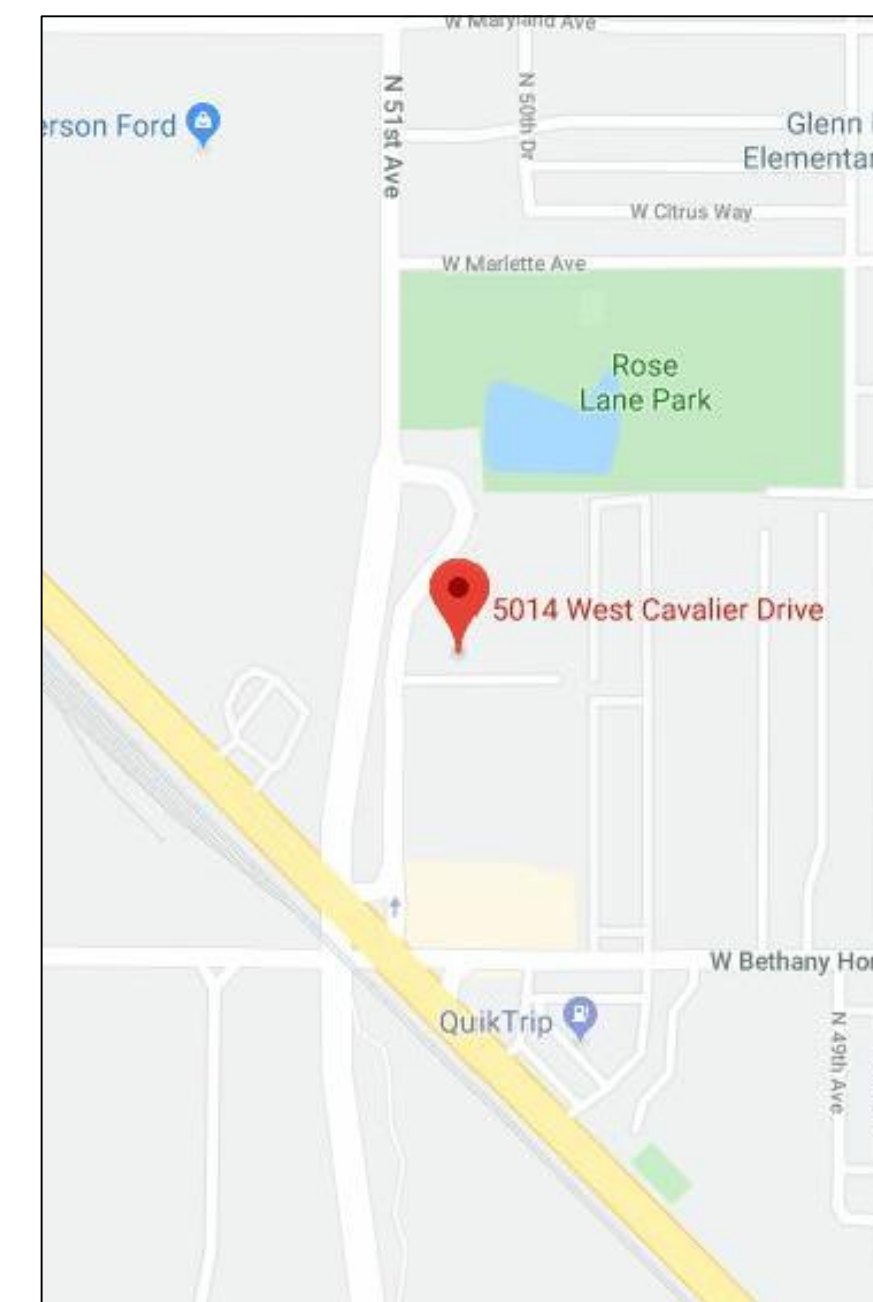 W Maryland Ave
N 51st Ave
N 50th Dr
erson Ford
Glenn
Elementar
W Citrus Way
W Marlette Ave
Rose
Lane Park
5014 West Cavalier Drive
W Bethany Hor
QuikTrip
N 49th Ave